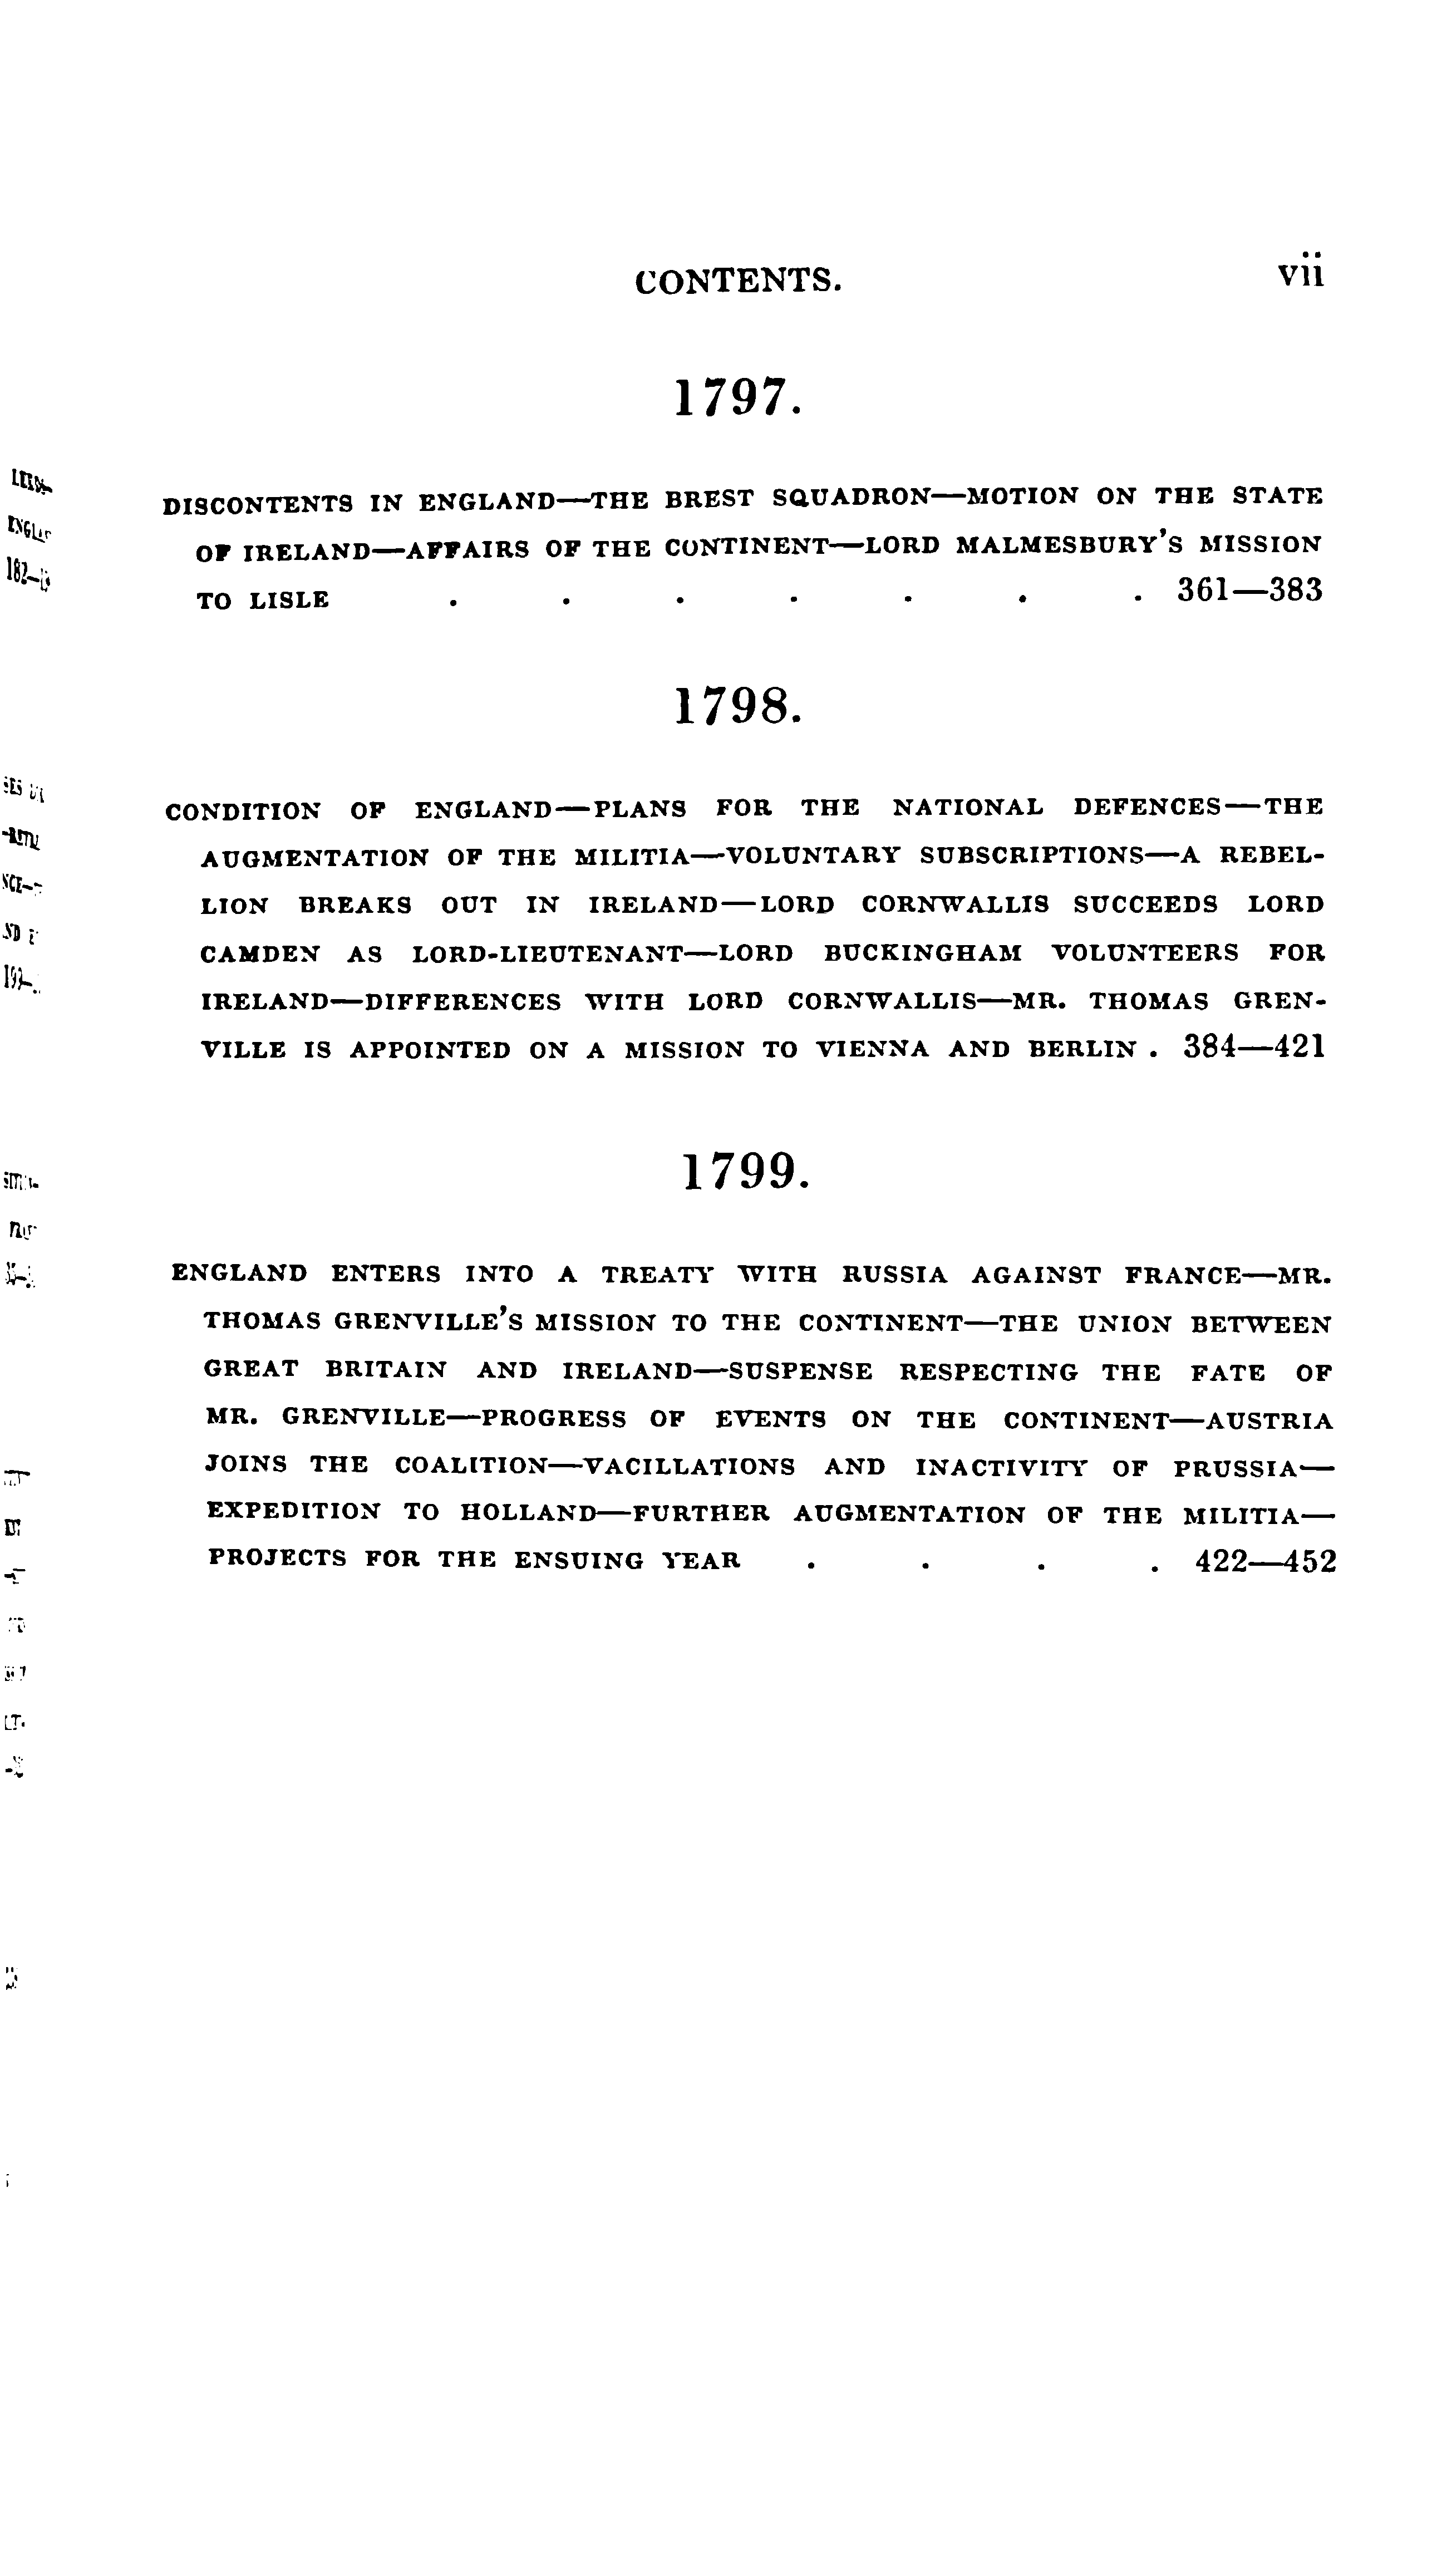 CONTENTS. vii
1797.
DISCONTENTS IN ENGLAND—THE BREST SQUADRON—MOTION ON THE STATE
OF IRELAND—AFFAIRS OF THE CONTINENT—LORD MALMESBURY'S MISSION
TO LISLE . . . . . . . 361—383
1798.
CONDITION OF ENGLAND—PLANS FOR THE NATIONAL DEFENCES—THE
AUGMENTATION OF THE MILITIA—VOLUNTARY SUBSCRIPTIONS—A REBEL-
LION BREAKS OUT IN IRELAND—LORD CORNWALLIS SUCCEEDS LORD
CAMDEN AS LORD-LIEUTENANT—LORD BUCKINGHAM VOLUNTEERS FOR
IRELAND—DIFFERENCES WITH LORD CORNWALLIS—MR. THOMAS GREN-
VILLE IS APPOINTED ON A MISSION TO VIENNA AND BERLIN . 384—421
1799.
ENGLAND ENTERS INTO A TREATY WITH RUSSIA AGAINST FRANCE—MR.
THOMAS GRENVILLE'S MISSION TO THE CONTINENT—THE UNION BETWEEN
GREAT BRITAIN AND IRELAND—SUSPENSE RESPECTING THE FATE OF
MR. GRENVILLE—PROGRESS OF EVENTS ON THE CONTINENT—AUSTRIA
JOINS THE COALITION—VACILLATIONS AND INACTIVITY OF PRUSSIA—
EXPEDITION TO HOLLAND—FURTHER AUGMENTATION OF THE MILITIA—
PROJECTS FOR THE ENSUING YEAR . . . . 422—452